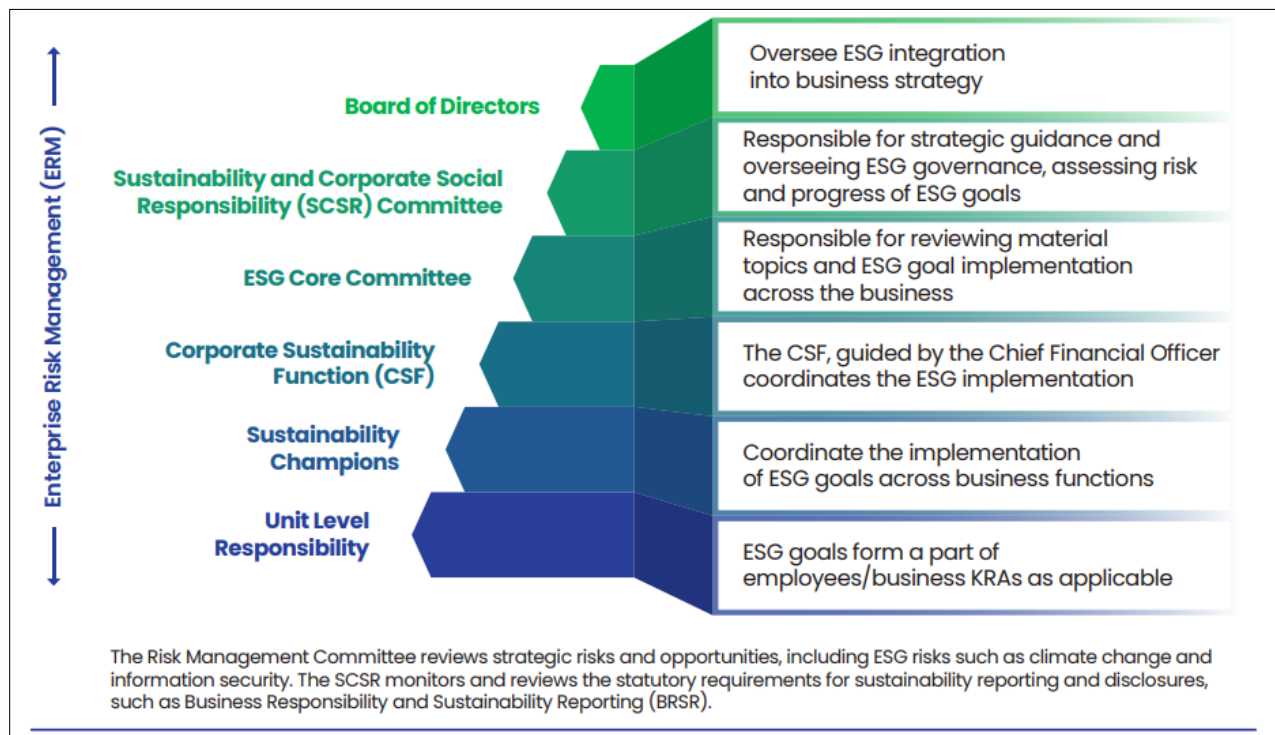 Enterprise Risk Management (ERM)
Board of Directors
Oversee ESG integration
into business strategy
Sustainability and Corporate Social
Responsibility (SCSR) Committee
Responsible for strategic guidance and
overseeing ESG governance, assessing risk
and progress of ESG goals
ESG Core Committee
Responsible for reviewing material
topics and ESG goal implementation
across the business
Corporate Sustainability
Function (CSF)
The CSF, guided by the Chief Financial Officer
coordinates the ESG implementation
Sustainability
Champions
Coordinate the implementation
of ESG goals across business functions
Unit Level
Responsibility
ESG goals form a part of
employees/business KRAs as applicable
The Risk Management Committee reviews strategic risks and opportunities, including ESG risks such as climate change and
information security. The SCSR monitors and reviews the statutory requirements for sustainability reporting and disclosures,
such as Business Responsibility and Sustainability Reporting (BRSR).